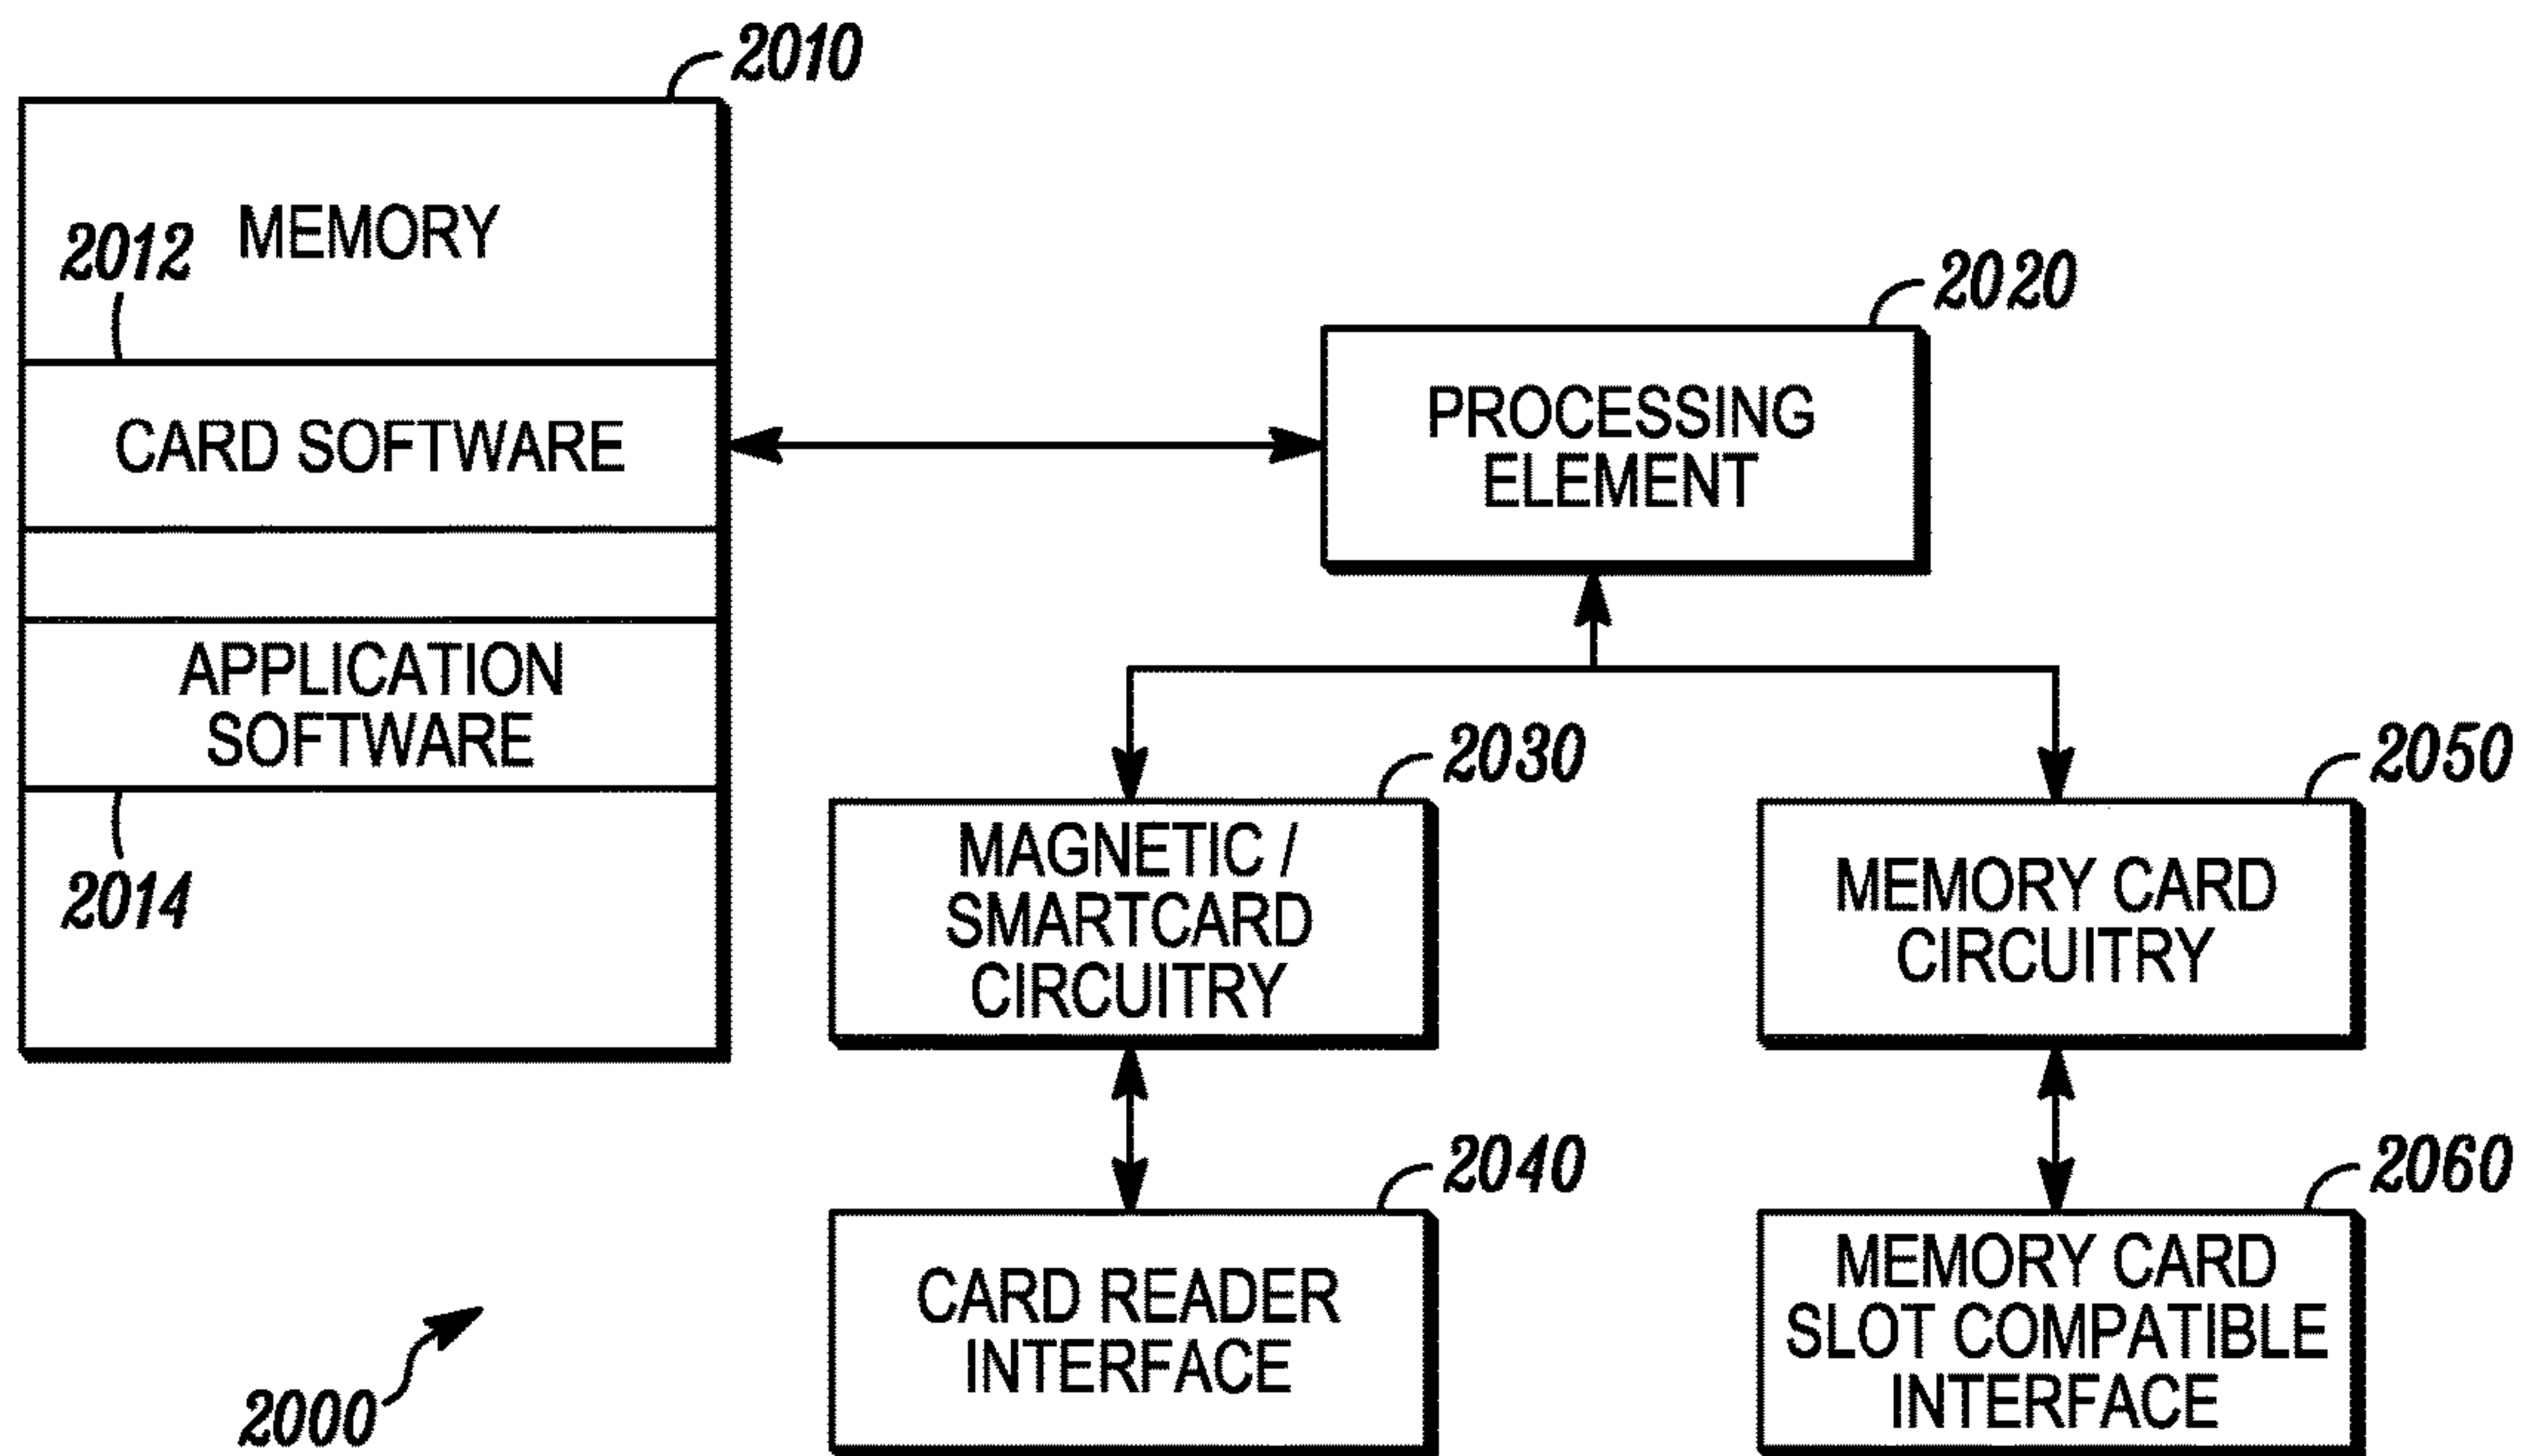 2010
MEMORY
2012
CARD SOFTWARE
APPLICATION
SOFTWARE
2014
2020
PROCESSING
ELEMENT
2030
MAGNETIC /
SMARTCARD
CIRCUITRY
2050
MEMORY CARD
CIRCUITRY
2040
CARD READER
INTERFACE
2060
MEMORY CARD
SLOT COMPATIBLE
INTERFACE
2000